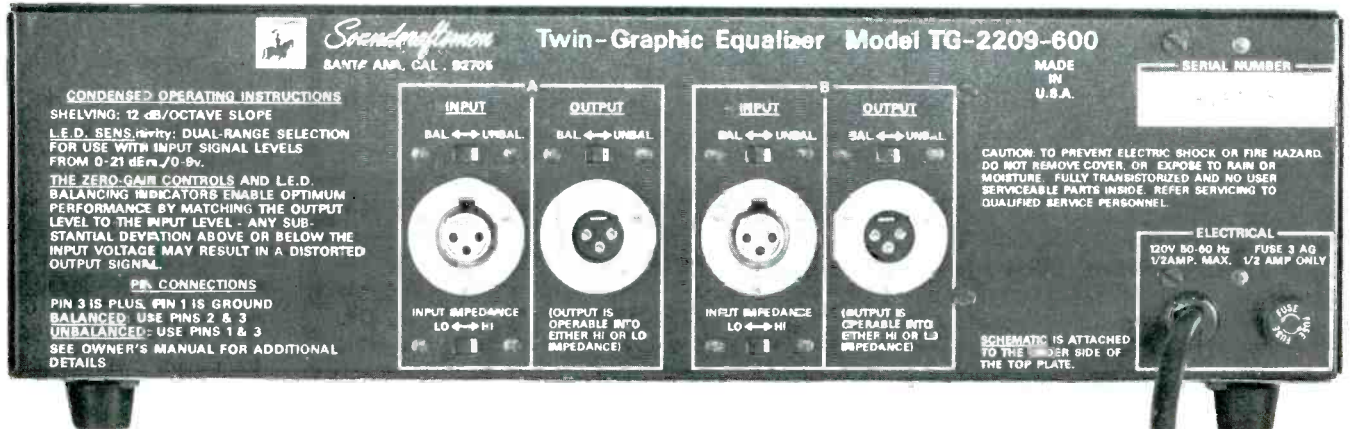 Soundcraftsmen
Twin-Graphic Equalizer Model TG-2209-600
SANTE ANA, CAL. 92705
MADE
IN
U.S.A.
SERIAL NUMBER
CONDENSED OPERATING INSTRUCTIONS
SHELVING: 12 dB/OCTAVE SLOPE
L.E.D. SENSitivity: DUAL-RANGE SELECTION
FOR USE WITH INPUT SIGNAL LEVELS
FROM 0-21 dBm./0-9v.
THE ZERO-GAIN CONTROLS AND L.E.D.
BALANCING INDICATORS ENABLE OPTIMUM
PERFORMANCE BY MATCHING THE OUTPUT
LEVEL TO THE INPUT LEVEL - ANY SUB-
STANTIAL DEVIATION ABOVE OR BELOW THE
INPUT VOLTAGE MAY RESULT IN A DISTORTED
OUTPUT SIGNAL.
PIN CONNECTIONS
PIN 3 IS PLUS, PIN 1 IS GROUND
BALANCED: USE PINS 2 & 3
UNBALANCED: USE PINS 1 & 3
SEE OWNER'S MANUAL FOR ADDITIONAL
DETAILS
A
INPUT
BAL ↔ UNBAL.
INPUT IMPEDANCE
LO ↔ HI
OUTPUT
BAL ↔ UNBAL.
(OUTPUT IS
OPERABLE INTO
EITHER HI OR LO
IMPEDANCE)
B
INPUT
BAL ↔ UNBAL.
INPUT IMPEDANCE
LO ↔ HI
OUTPUT
BAL ↔ UNBAL.
(OUTPUT IS
OPERABLE INTO
EITHER HI OR LO
IMPEDANCE)
CAUTION: TO PREVENT ELECTRIC SHOCK OR FIRE HAZARD,
DO NOT REMOVE COVER, OR EXPOSE TO RAIN OR
MOISTURE. FULLY TRANSISTORIZED AND NO USER
SERVICEABLE PARTS INSIDE. REFER SERVICING TO
QUALIFIED SERVICE PERSONNEL.
ELECTRICAL
120V 50-60 Hz FUSE 3 AG
1/2AMP. MAX. 1/2 AMP ONLY
FUSE FUSE FUSE
SCHEMATIC IS ATTACHED
TO THE UNDER SIDE OF
THE TOP PLATE.